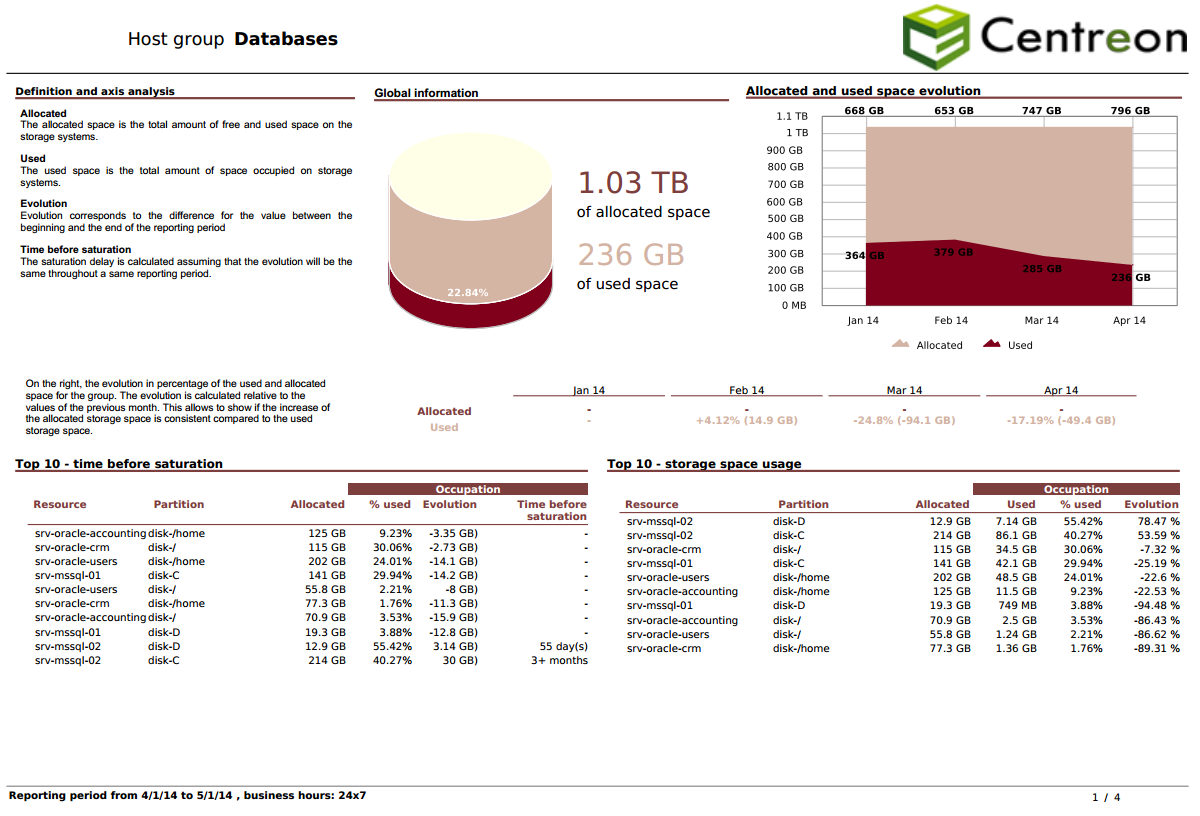 Host group Databases
Centreon
Definition and axis analysis
Allocated
The allocated space is the total amount of free and used space on the
storage systems.
Used
The used space is the total amount of space occupied on storage
systems.
Evolution
Evolution corresponds to the difference for the value between the
beginning and the end of the reporting period
Time before saturation
The saturation delay is calculated assuming that the evolution will be the
same throughout a same reporting period.
Global information
22.84%
1.03 TB
of allocated space
236 GB
of used space
Allocated and used space evolution
668 GB 653 GB 747 GB 796 GB
1.1 TB
1 TB
900 GB
800 GB
700 GB
600 GB
500 GB
400 GB
300 GB
200 GB
100 GB
0 MB
364 GB 379 GB 285 GB 236 GB
Jan 14 Feb 14 Mar 14 Apr 14
Allocated Used
On the right, the evolution in percentage of the used and allocated
space for the group. The evolution is calculated relative to the
values of the previous month. This allows to show if the increase of
the allocated storage space is consistent compared to the used
storage space.
Jan 14 Feb 14 Mar 14 Apr 14
Allocated - - - -
Used - +4.12% (14.9 GB) -24.8% (-94.1 GB) -17.19% (-49.4 GB)
Top 10 - time before saturation
Occupation
Resource Partition Allocated % used Evolution Time before
saturation
srv-oracle-accounting disk-/home 125 GB 9.23% -3.35 GB) -
srv-oracle-crm disk-/ 115 GB 30.06% -2.73 GB) -
srv-oracle-users disk-/home 202 GB 24.01% -14.1 GB) -
srv-mssql-01 disk-C 141 GB 29.94% -14.2 GB) -
srv-oracle-users disk-/ 55.8 GB 2.21% -8 GB) -
srv-oracle-crm disk-/home 77.3 GB 1.76% -11.3 GB) -
srv-oracle-accounting disk-/ 70.9 GB 3.53% -15.9 GB) -
srv-mssql-01 disk-D 19.3 GB 3.88% -12.8 GB) -
srv-mssql-02 disk-D 12.9 GB 55.42% 3.14 GB) 55 day(s)
srv-mssql-02 disk-C 214 GB 40.27% 30 GB) 3+ months
Top 10 - storage space usage
Occupation
Resource Partition Allocated Used % used Evolution
srv-mssql-02 disk-D 12.9 GB 7.14 GB 55.42% 78.47 %
srv-mssql-02 disk-C 214 GB 86.1 GB 40.27% 53.59 %
srv-oracle-crm disk-/ 115 GB 34.5 GB 30.06% -7.32 %
srv-mssql-01 disk-C 141 GB 42.1 GB 29.94% -25.19 %
srv-oracle-users disk-/home 202 GB 48.5 GB 24.01% -22.6 %
srv-oracle-accounting disk-/home 125 GB 11.5 GB 9.23% -22.53 %
srv-mssql-01 disk-D 19.3 GB 749 MB 3.88% -94.48 %
srv-oracle-accounting disk-/ 70.9 GB 2.5 GB 3.53% -86.43 %
srv-oracle-users disk-/ 55.8 GB 1.24 GB 2.21% -86.62 %
srv-oracle-crm disk-/home 77.3 GB 1.36 GB 1.76% -89.31 %
Reporting period from 4/1/14 to 5/1/14 , business hours: 24x7
1 / 4